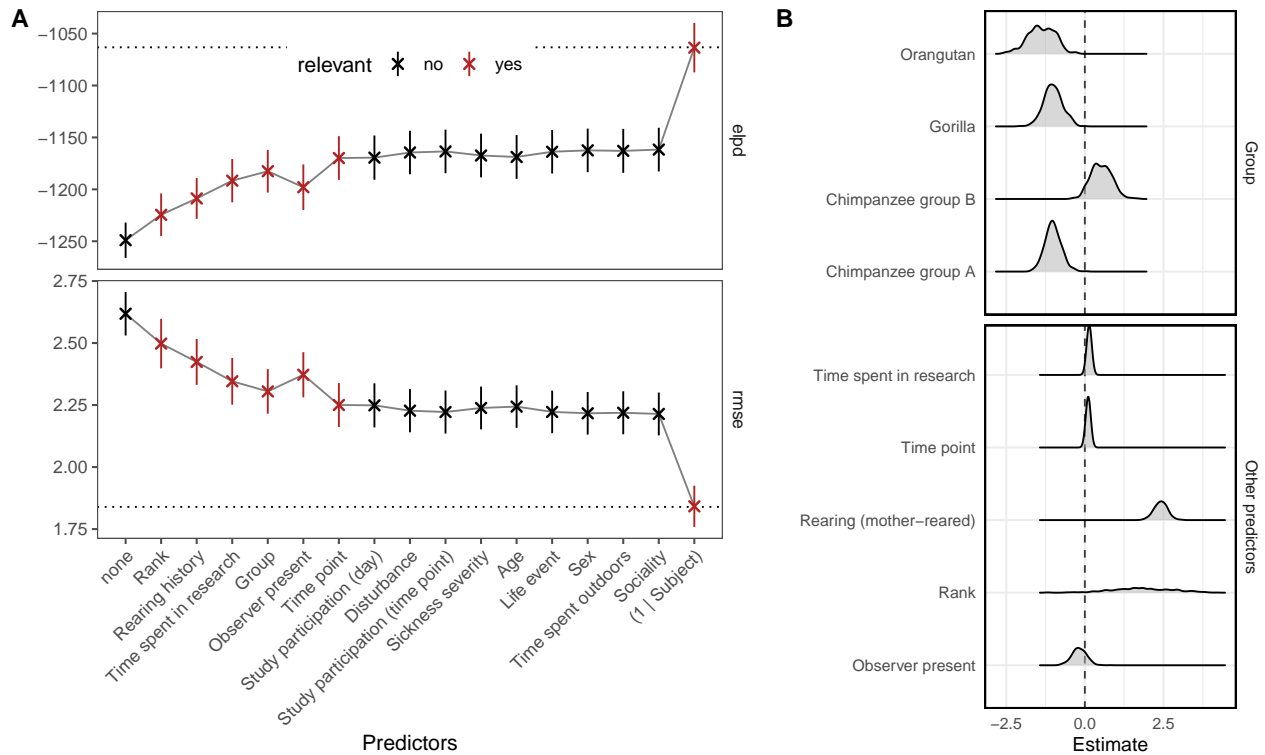 A
relevant no yes
−1050
−1100
−1150
−1200
−1250
elpd
2.75
2.50
2.25
2.00
1.75
rmse
none
Rank
Rearing history
Time spent in research
Group
Observer present
Time point
Study participation (day)
Disturbance
Study participation (time point)
Sickness severity
Age
Life event
Sex
Time spent outdoors
Sociality
(1 | Subject)
Predictors
B
Orangutan
Gorilla
Chimpanzee group B
Chimpanzee group A
Group
Time spent in research
Time point
Rearing (mother−reared)
Rank
Observer present
Other predictors
−2.5 0.0 2.5
Estimate